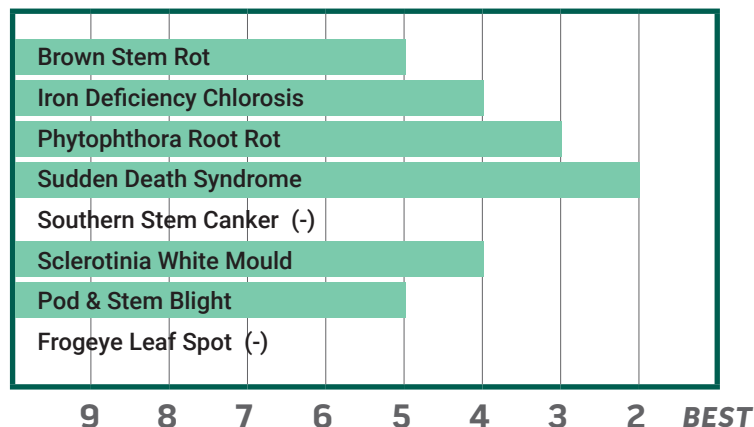 Brown Stem Rot
Iron Deficiency Chlorosis
Phytophthora Root Rot
Sudden Death Syndrome
Southern Stem Canker (-)
Sclerotinia White Mould
Pod & Stem Blight
Frogeye Leaf Spot (-)
9 8 7 6 5 4 3 2 BEST